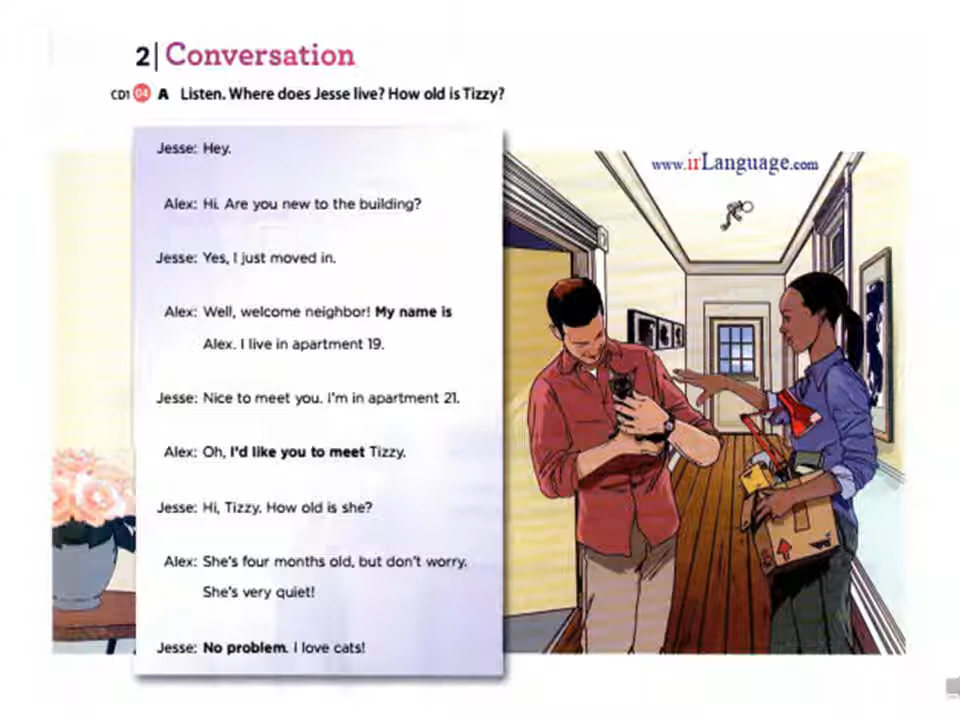 2| Conversation
CD1 04 A Listen. Where does Jesse live? How old is Tizzy?
Jesse: Hey.
Alex: Hi. Are you new to the building?
Jesse: Yes, I just moved in.
Alex: Well, welcome neighbor! My name is
Alex. I live in apartment 19.
Jesse: Nice to meet you. I'm in apartment 21.
Alex: Oh, I'd like you to meet Tizzy.
Jesse: Hi, Tizzy. How old is she?
Alex: She's four months old, but don't worry.
She's very quiet!
Jesse: No problem. I love cats!
www.irLanguage.com